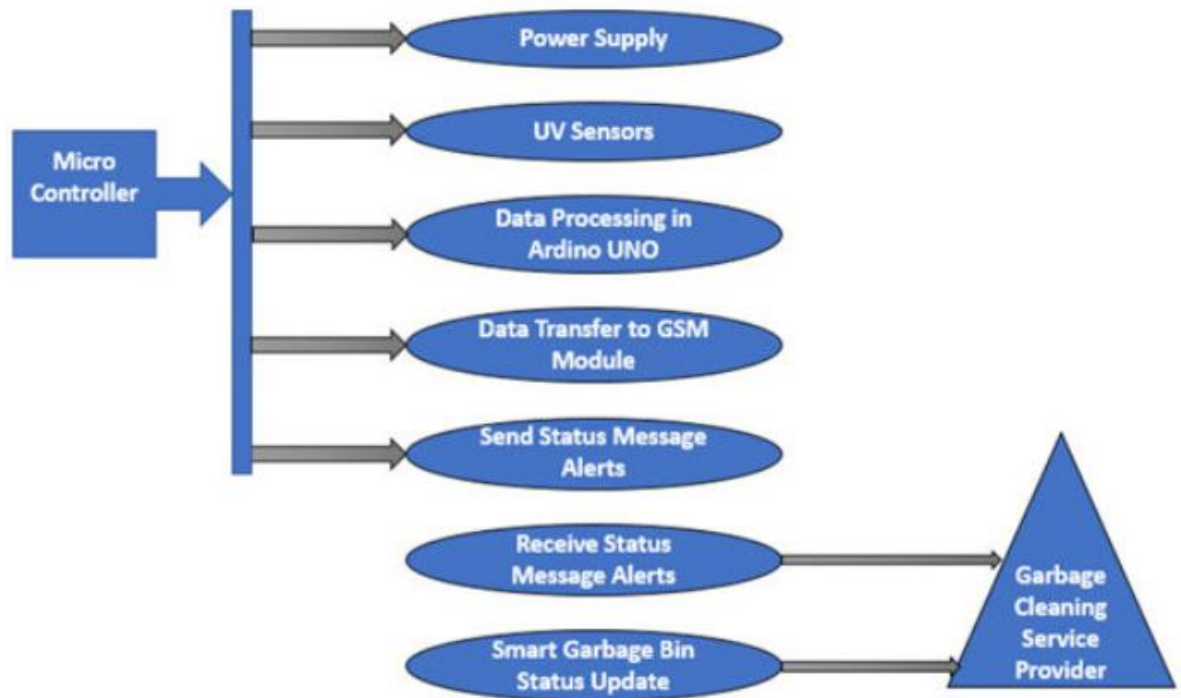 Power Supply
UV Sensors
Micro
Controller
Data Processing in
Ardino UNO
Data Transfer to GSM
Module
Send Status Message
Alerts
Receive Status
Message Alerts
Garbage
Cleaning
Service
Provider
Smart Garbage Bin
Status Update